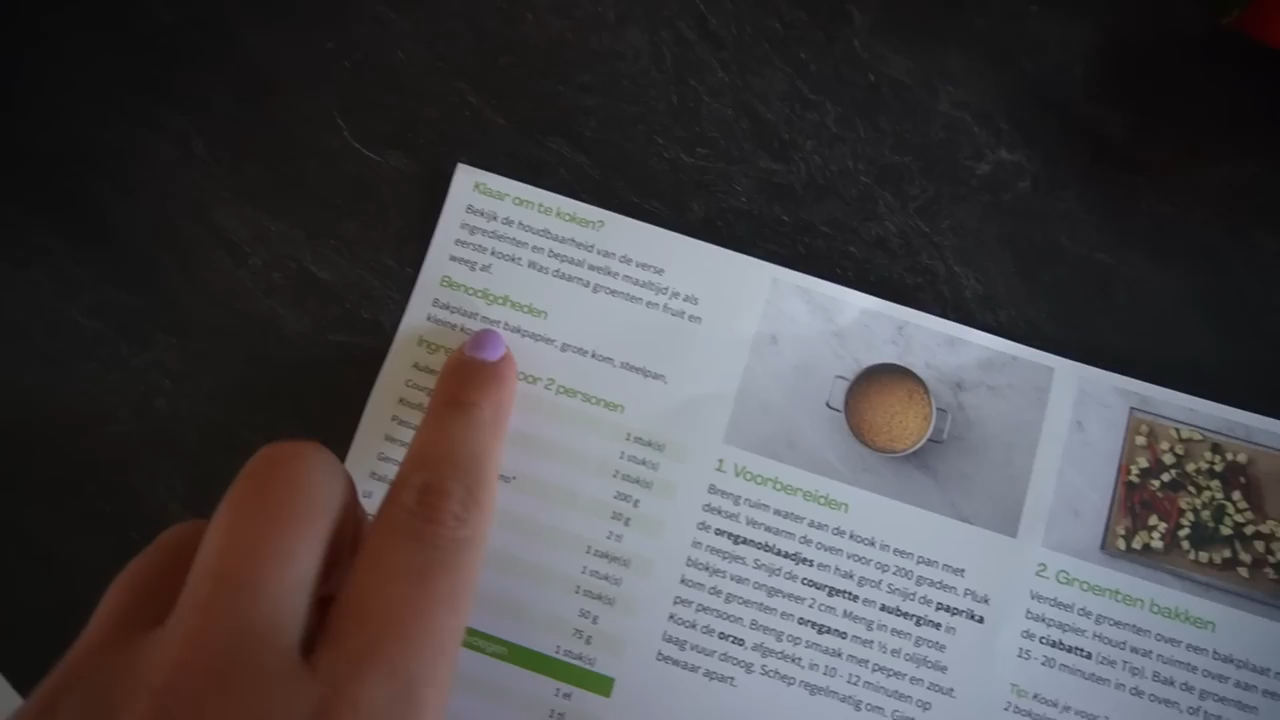 Klaar om te koken?
Bekijk de houdbaarheid van de verse
ingrediënten en bepaal welke maaltijd je als
eerste kookt. Was daarna groenten en fruit en
weeg af.
Benodigdheden
Bakplaat met bakpapier, grote kom, steelpan,
kleine
voor 2 personen
1 stuk(s)
1 stuk(s)
2 stuk(s)
200 g
10 g
2 tl
1 zakje(s)
1 stuk(s)
1 stuk(s)
50 g
75 g
1 stuk(s)
Ui
1 el
1 tl
1. Voorbereiden
Breng ruim water aan de kook in een pan met
deksel. Verwarm de oven voor op 200 graden. Pluk
de oreganoblaadjes en hak grof. Snijd de paprika
in reepjes. Snijd de courgette en aubergine in
blokjes van ongeveer 2 cm. Meng in een grote
kom de groenten en oregano met ½ el olijfolie
per persoon. Breng op smaak met peper en zout.
Kook de orzo, afgedekt, in 10 - 12 minuten op
laag vuur droog. Schep regelmatig om.
bewaar apart.
2. Groenten bakken
Verdeel de groenten over een bakplaat
bakpapier. Houd wat ruimte over aan
de ciabatta (zie Tip). Bak de groenten
15 - 20 minuten in de oven, of
Tip: Kook je voor